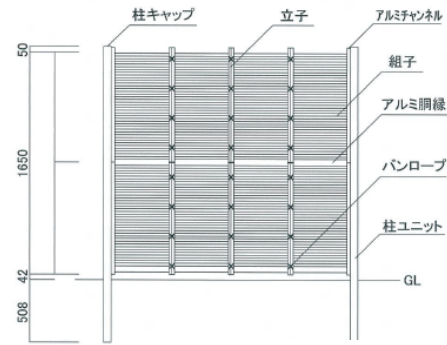 柱キャップ
立子
アルミチャンネル
組子
アルミ胴縁
バンロープ
柱ユニット
GL
50
1650
42
508